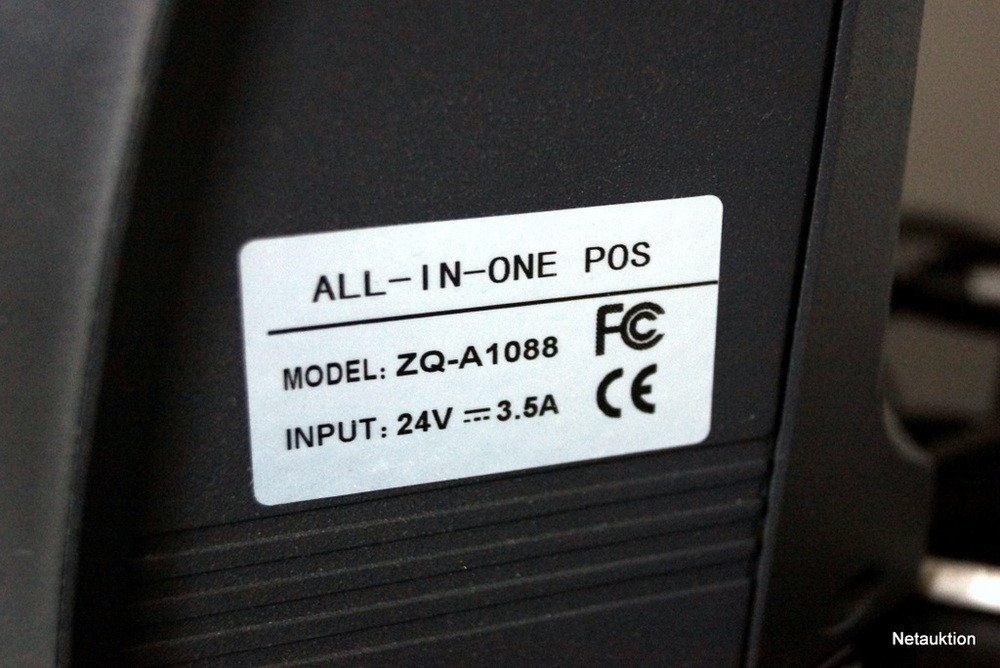 ALL-IN-ONE POS
MODEL: ZQ-A1088
FC
INPUT: 24V ⎓ 3.5A
CE
Netauktion